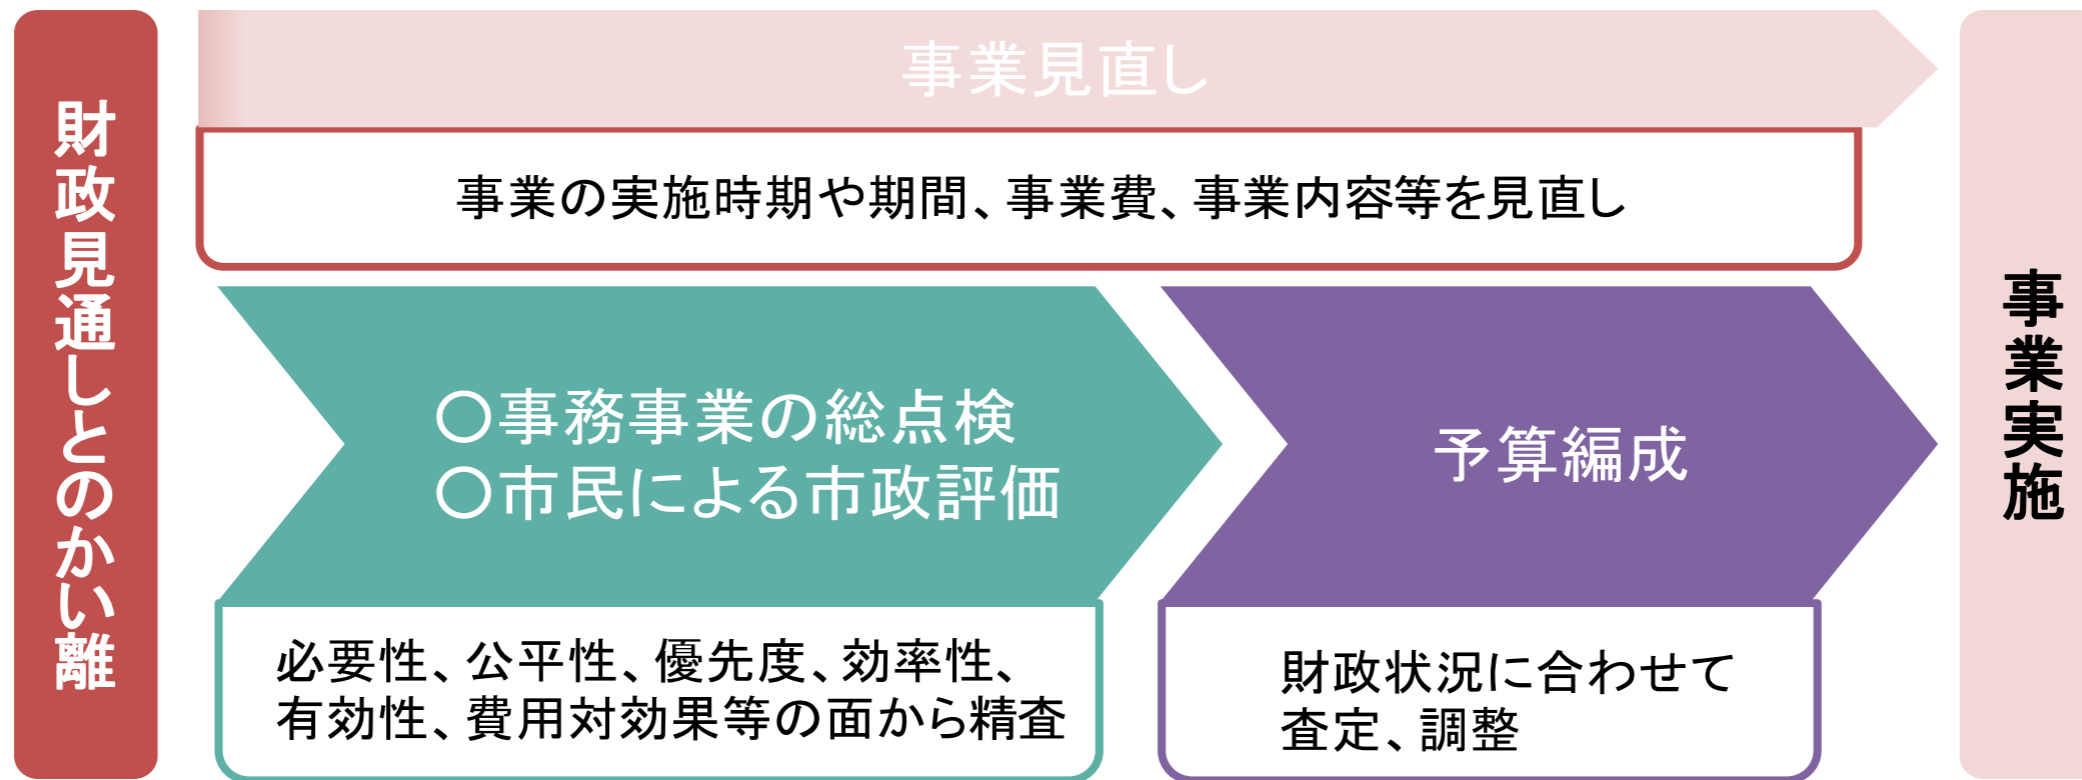 財政見通しとのかい離
事業見直し
事業の実施時期や期間、事業費、事業内容等を見直し
〇事務事業の総点検
〇市民による市政評価
必要性、公平性、優先度、効率性、
有効性、費用対効果等の面から精査
予算編成
財政状況に合わせて
査定、調整
事業実施